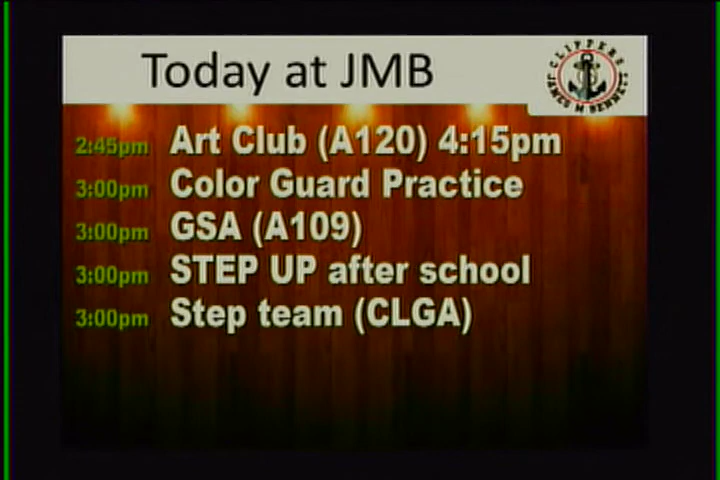 Today at JMB
CLIPPERS
JAMES M BENNETT
2:45pm Art Club (A120) 4:15pm
3:00pm Color Guard Practice
3:00pm GSA (A109)
3:00pm STEP UP after school
3:00pm Step team (CLGA)